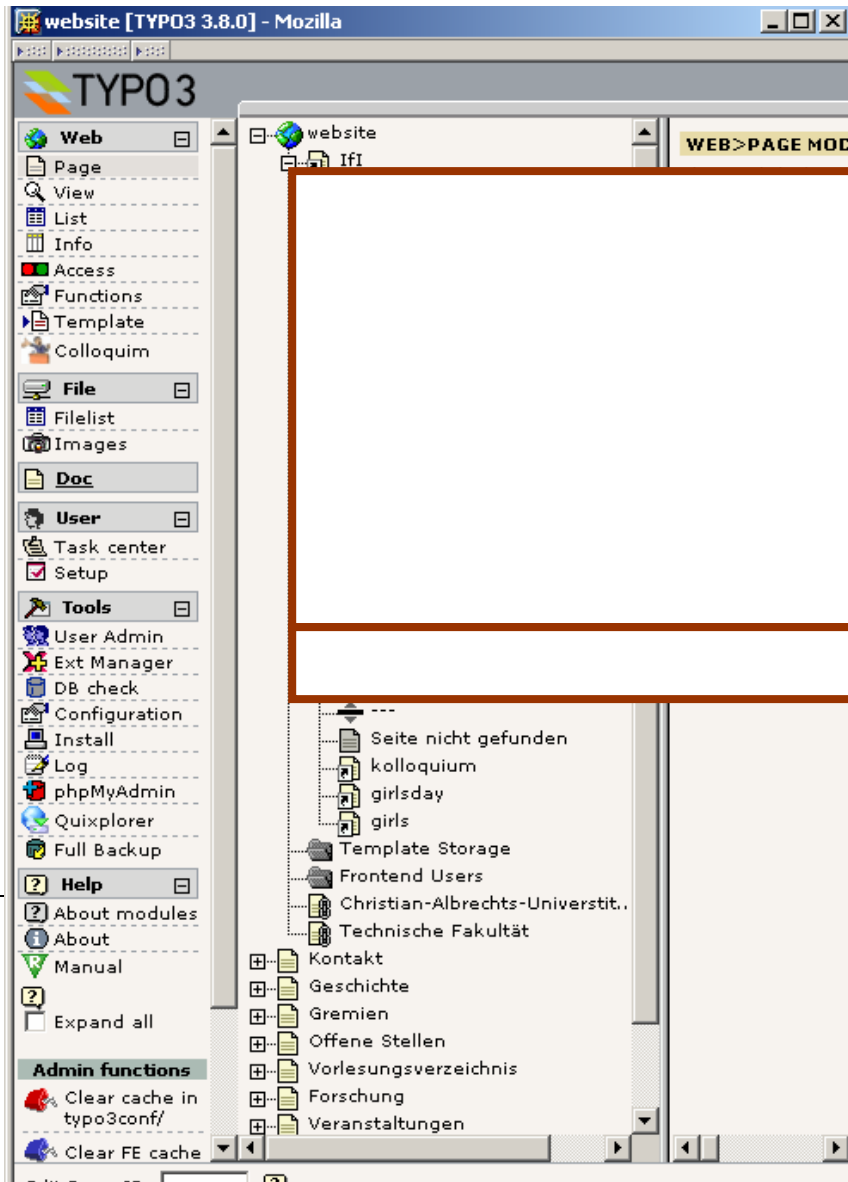 website [TYPO3 3.8.0] - Mozilla
TYPO3
Web
Page
View
List
Info
Access
Functions
Template
Colloquim
File
Filelist
Images
Doc
User
Task center
Setup
Tools
User Admin
Ext Manager
DB check
Configuration
Install
Log
phpMyAdmin
Quixplorer
Full Backup
Help
About modules
About
Manual
Expand all
Admin functions
Clear cache in
typo3conf/
Clear FE cache
website
IfI
---
Seite nicht gefunden
kolloquium
girlsday
girls
Template Storage
Frontend Users
Christian-Albrechts-Universtit..
Technische Fakultät
Kontakt
Geschichte
Gremien
Offene Stellen
Vorlesungsverzeichnis
Forschung
Veranstaltungen
WEB>PAGE MOD